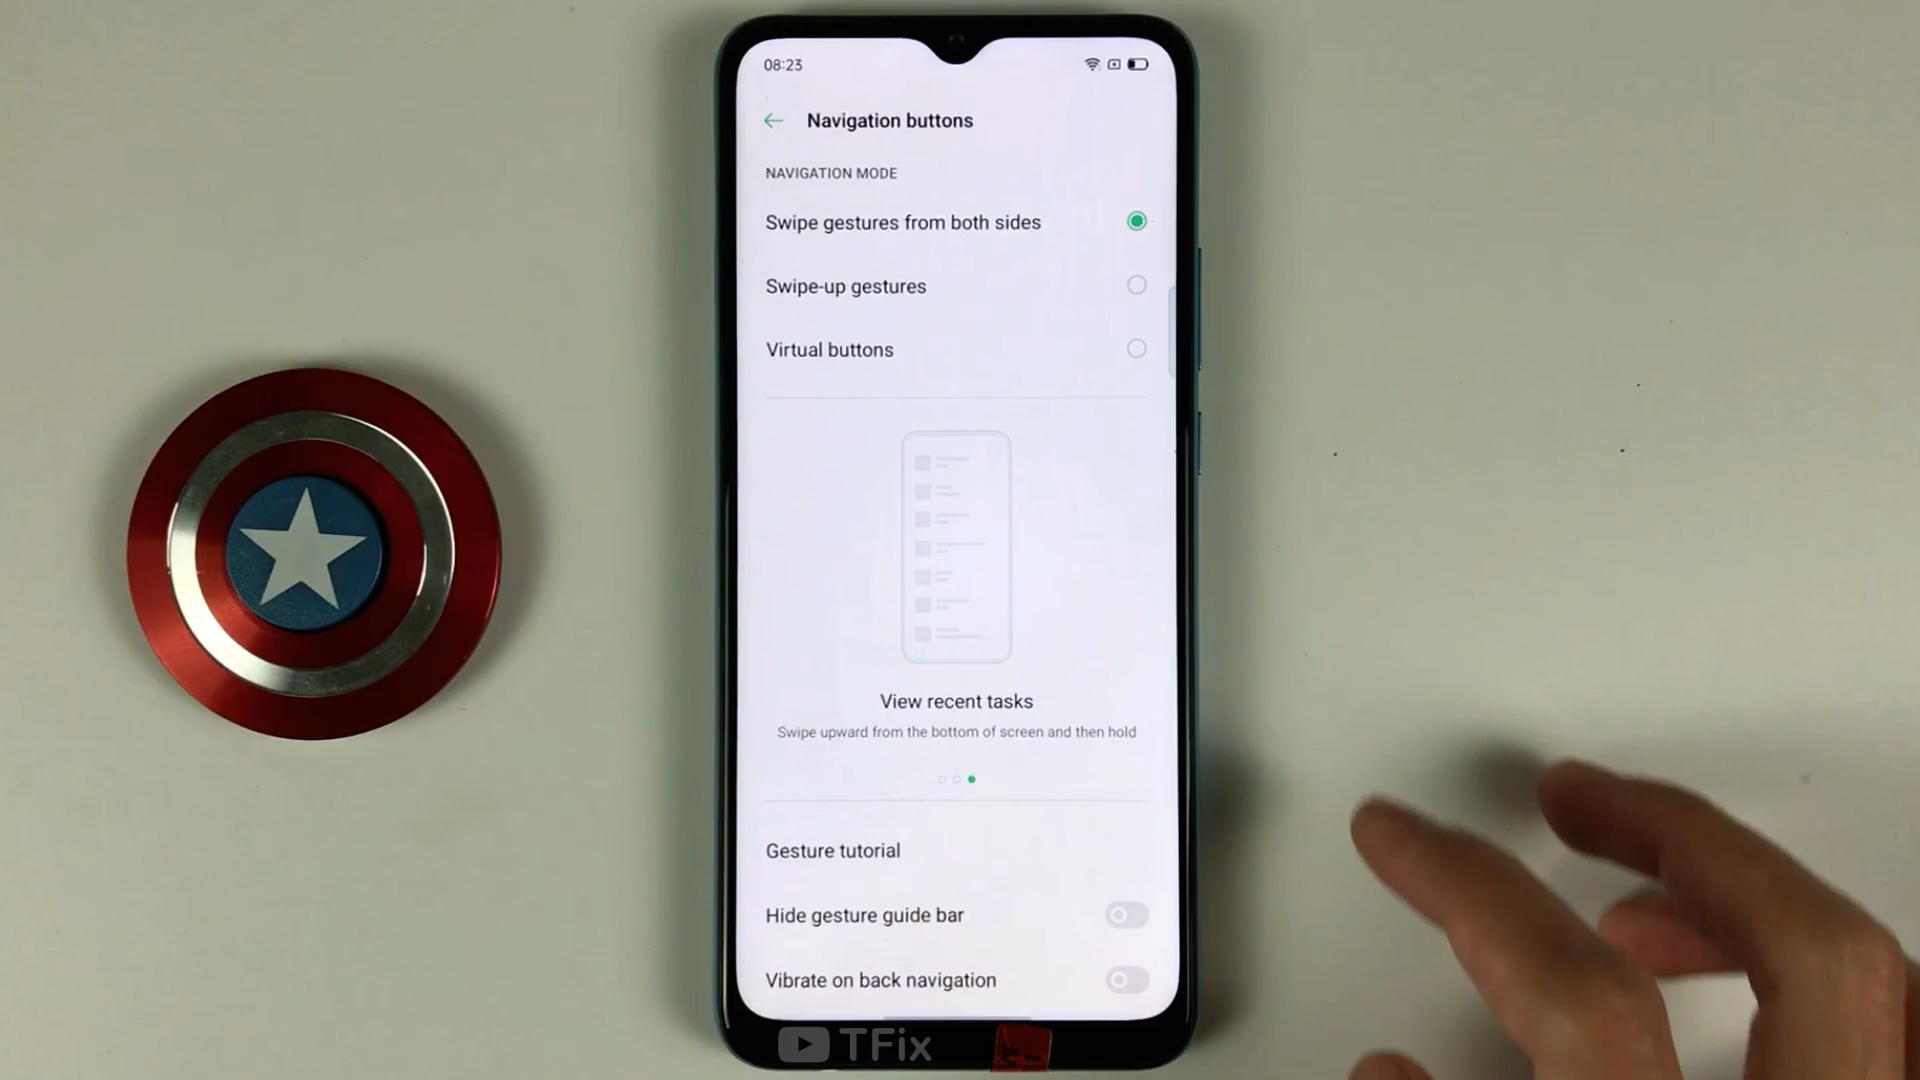 08:23
Navigation buttons
NAVIGATION MODE
Swipe gestures from both sides
Swipe-up gestures
Virtual buttons
View recent tasks
Swipe upward from the bottom of screen and then hold
Gesture tutorial
Hide gesture guide bar
Vibrate on back navigation
TFix